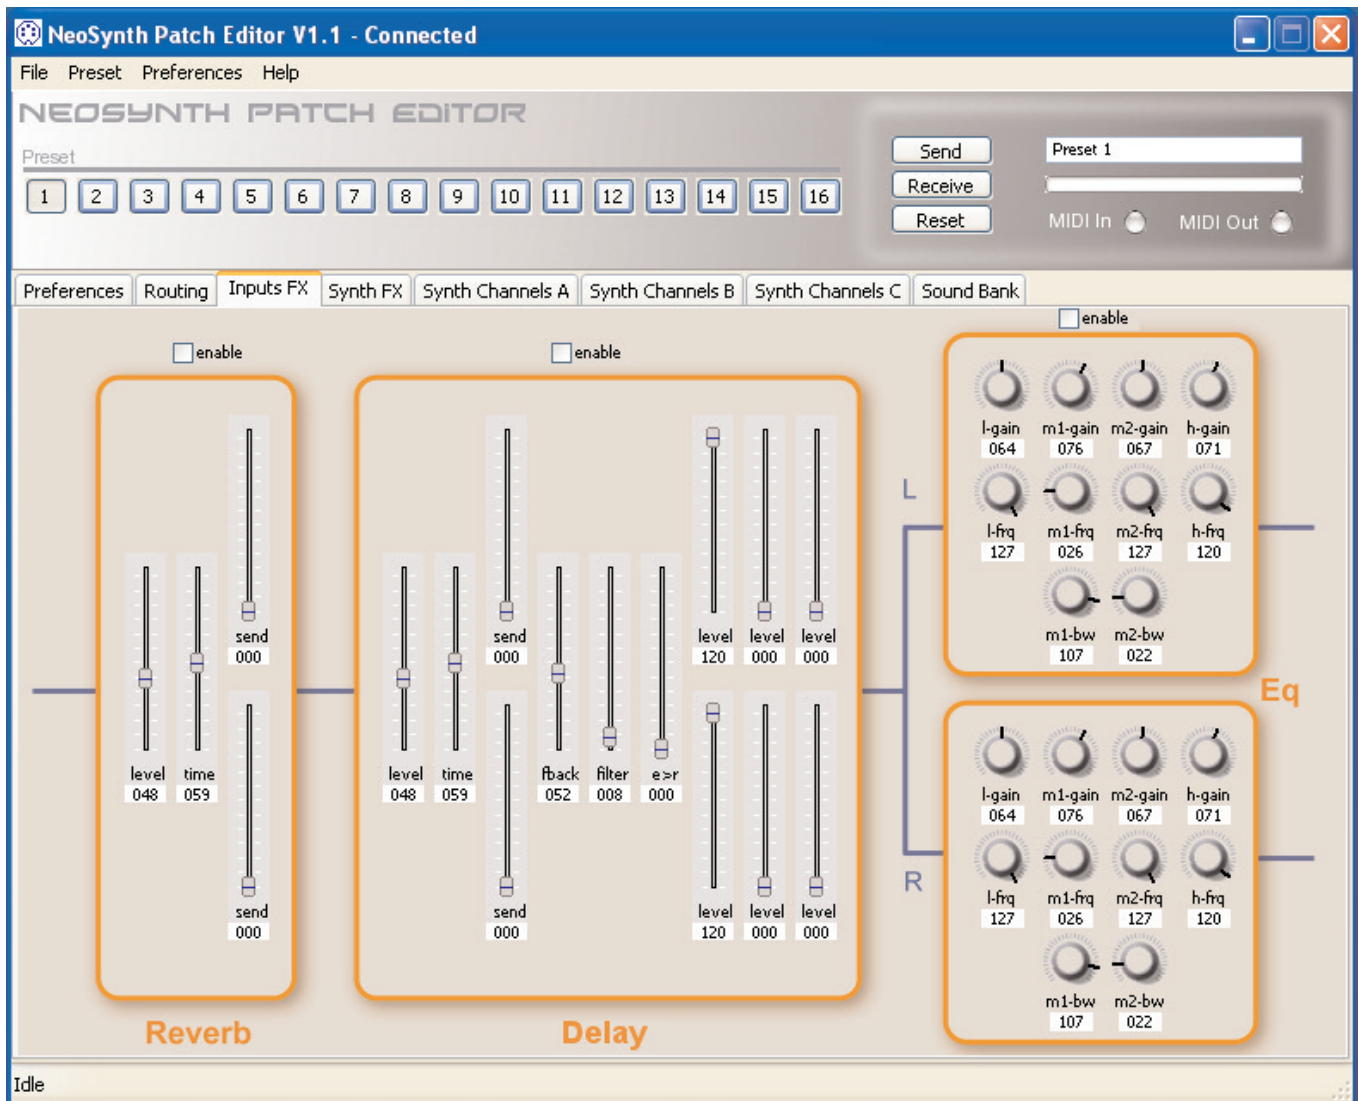 NeoSynth Patch Editor V1.1 - Connected
File Preset Preferences Help
NEOSYNTH PATCH EDITOR
Preset
1 2 3 4 5 6 7 8 9 10 11 12 13 14 15 16
Send
Receive
Reset
Preset 1
MIDI In MIDI Out
Preferences Routing Inputs FX Synth FX Synth Channels A Synth Channels B Synth Channels C Sound Bank
enable
send
000
level time
048 059
send
000
Reverb
enable
send
000
level time fback filter e>r
048 059 052 008 000
send
000
level level level
120 000 000
level level level
120 000 000
Delay
L
R
enable
l-gain m1-gain m2-gain h-gain
064 076 067 071
l-frq m1-frq m2-frq h-frq
127 026 127 120
m1-bw m2-bw
107 022
Eq
l-gain m1-gain m2-gain h-gain
064 076 067 071
l-frq m1-frq m2-frq h-frq
127 026 127 120
m1-bw m2-bw
107 022
Idle